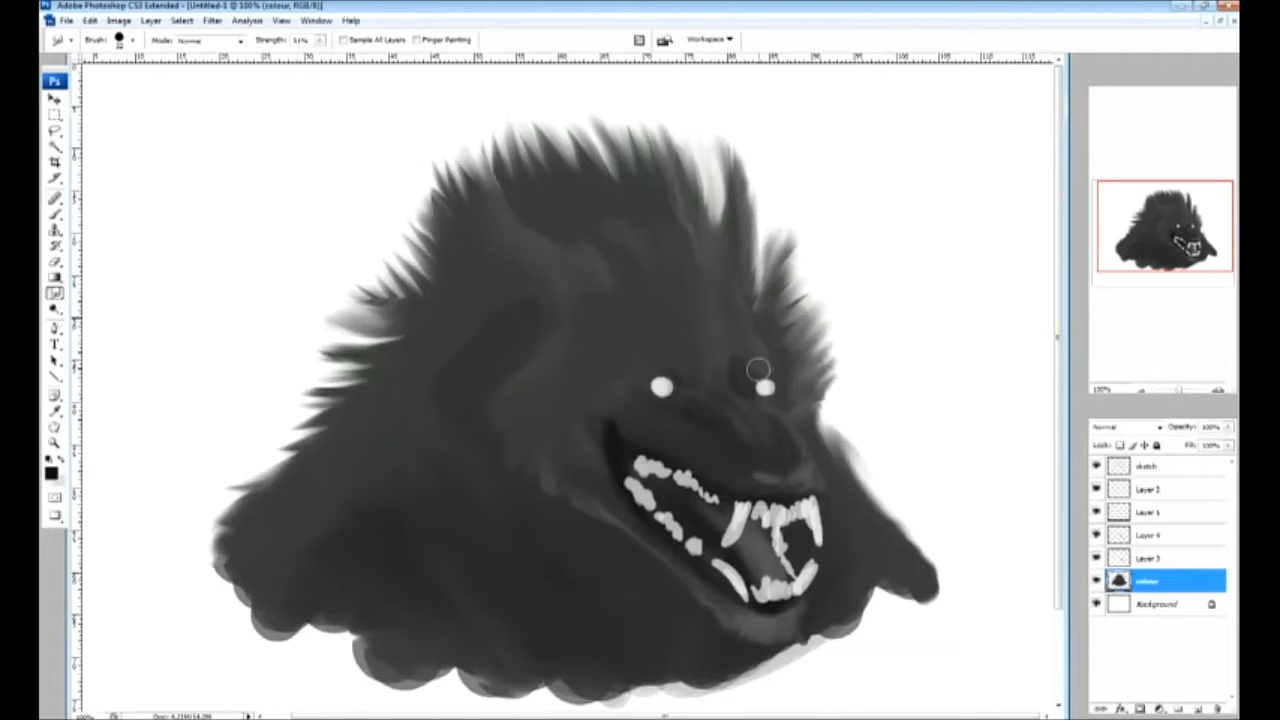 Adobe Photoshop CS3 Extended - [Untitled-1 @ 100% (colour, RGB/8)]
File Edit Image Layer Select Filter Analysis View Window Help
Brush: Mode: Normal Strength: 51% Sample All Layers Finger Painting Workspace
Ps
100%
Normal Opacity: 100%
Lock: Fill: 100%
sketch
Layer 2
Layer 1
Layer 4
Layer 3
colour
Background
100%